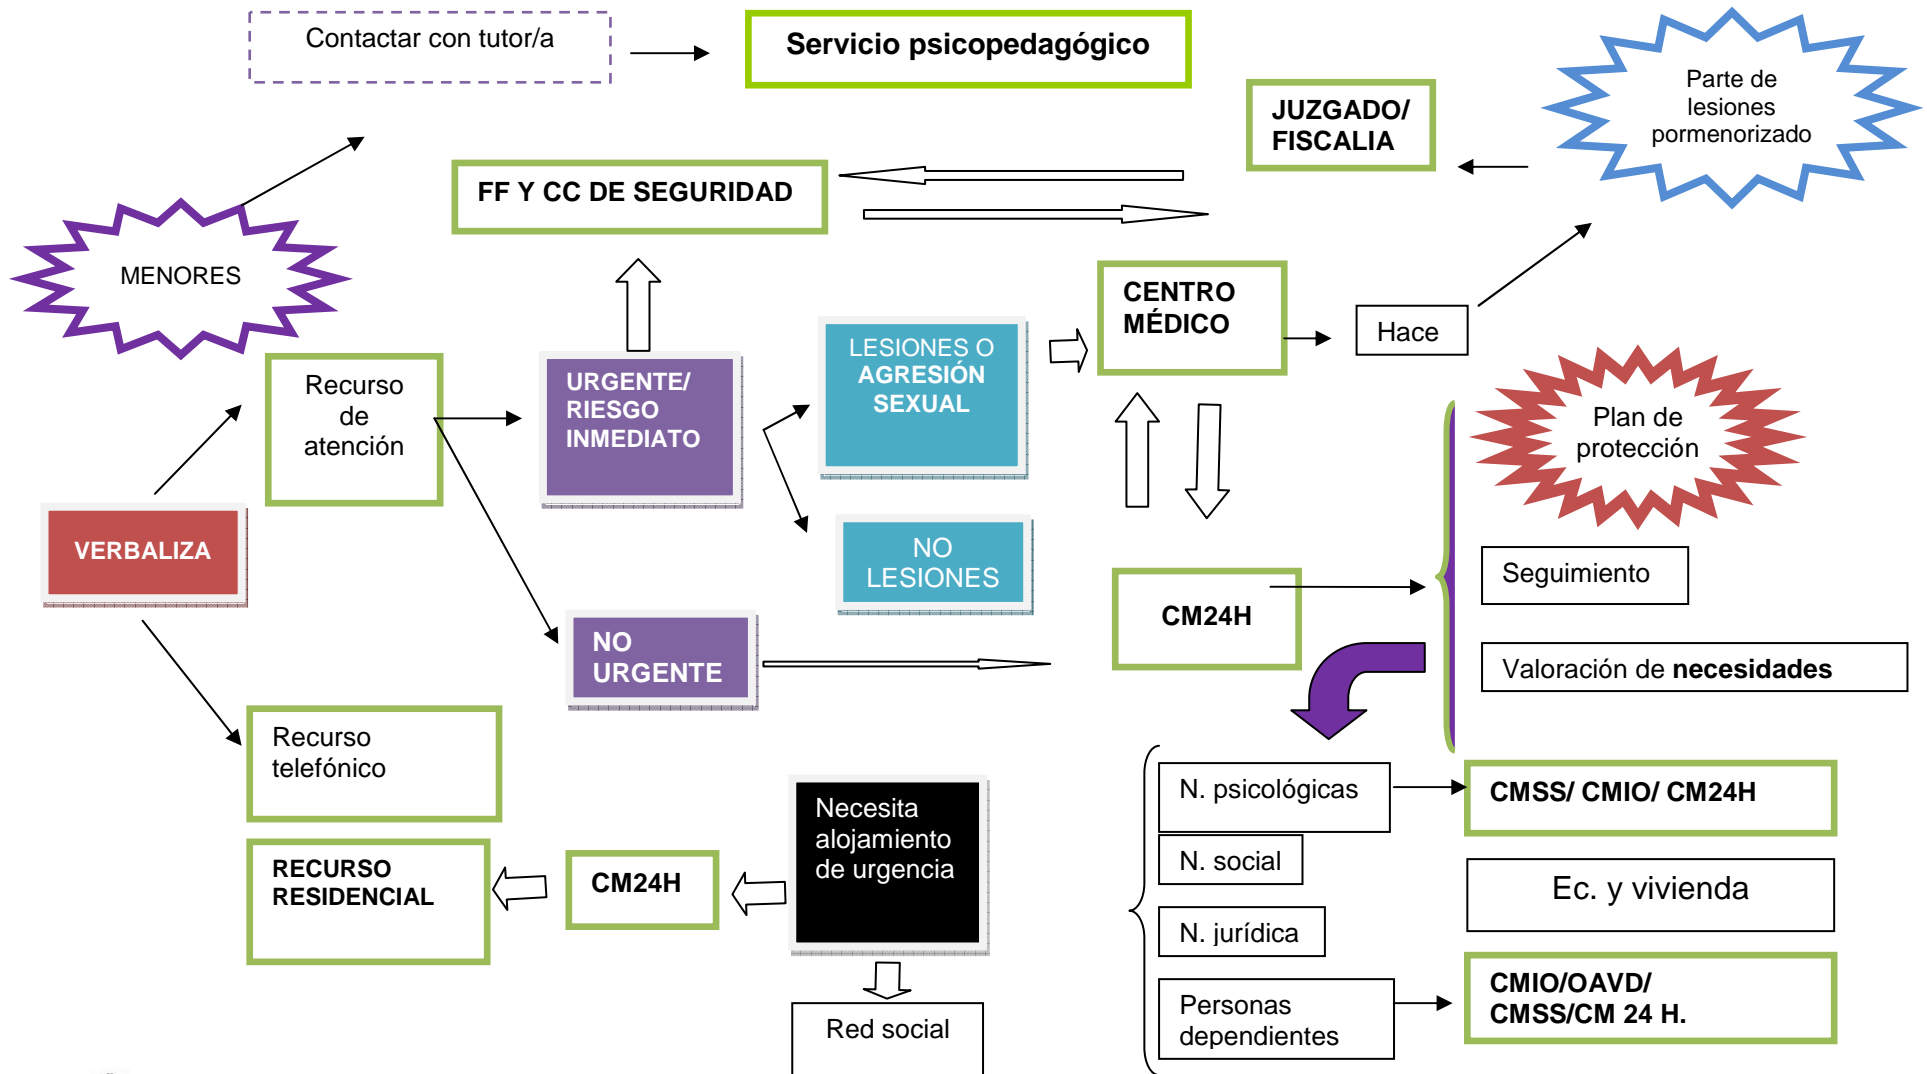 Contactar con tutor/a
Servicio psicopedagógico
Parte de
lesiones
pormenorizado
JUZGADO/
FISCALIA
FF Y CC DE SEGURIDAD
MENORES
CENTRO
MÉDICO
Hace
LESIONES O
AGRESIÓN
SEXUAL
URGENTE/
RIESGO
INMEDIATO
Recurso
de
atención
Plan de
protección
VERBALIZA
NO
LESIONES
Seguimiento
CM24H
NO
URGENTE
Valoración de necesidades
Recurso
telefónico
Necesita
alojamiento
de urgencia
N. psicológicas
CMSS/ CMIO/ CM24H
RECURSO
RESIDENCIAL
CM24H
N. social
Ec. y vivienda
N. jurídica
Personas
dependientes
CMIO/OAVD/
CMSS/CM 24 H.
Red social